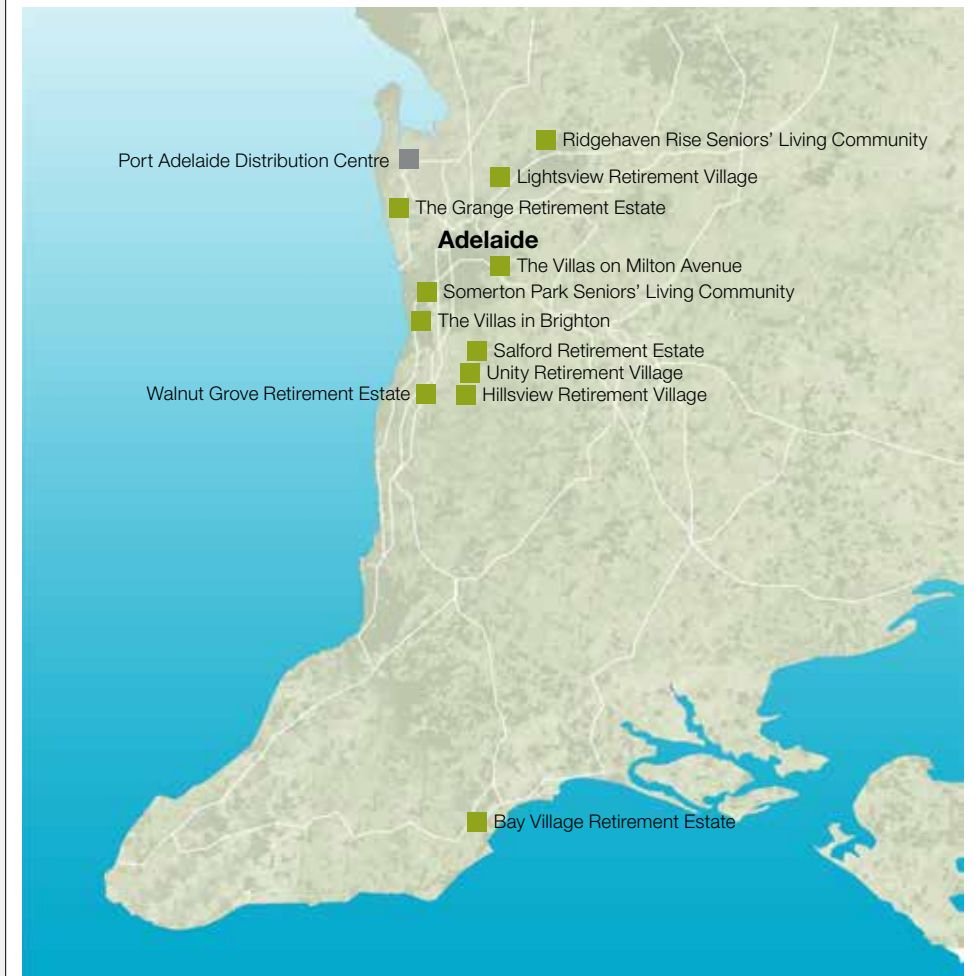 Ridgehaven Rise Seniors' Living Community
Port Adelaide Distribution Centre
Lightsview Retirement Village
The Grange Retirement Estate
Adelaide
The Villas on Milton Avenue
Somerton Park Seniors' Living Community
The Villas in Brighton
Salford Retirement Estate
Unity Retirement Village
Walnut Grove Retirement Estate
Hillsview Retirement Village
Bay Village Retirement Estate